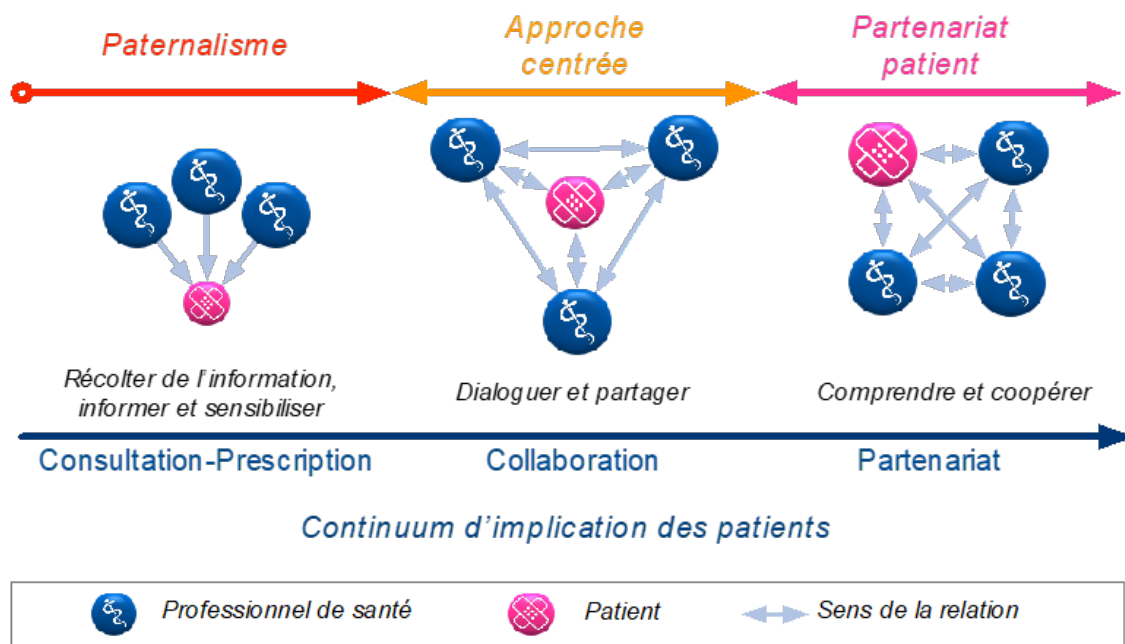 Paternalisme
Approche
centrée
Partenariat
patient
Récolter de l'information,
informer et sensibiliser
Dialoguer et partager
Comprendre et coopérer
Consultation-Prescription
Collaboration
Partenariat
Continuum d'implication des patients
Professionnel de santé
Patient
Sens de la relation